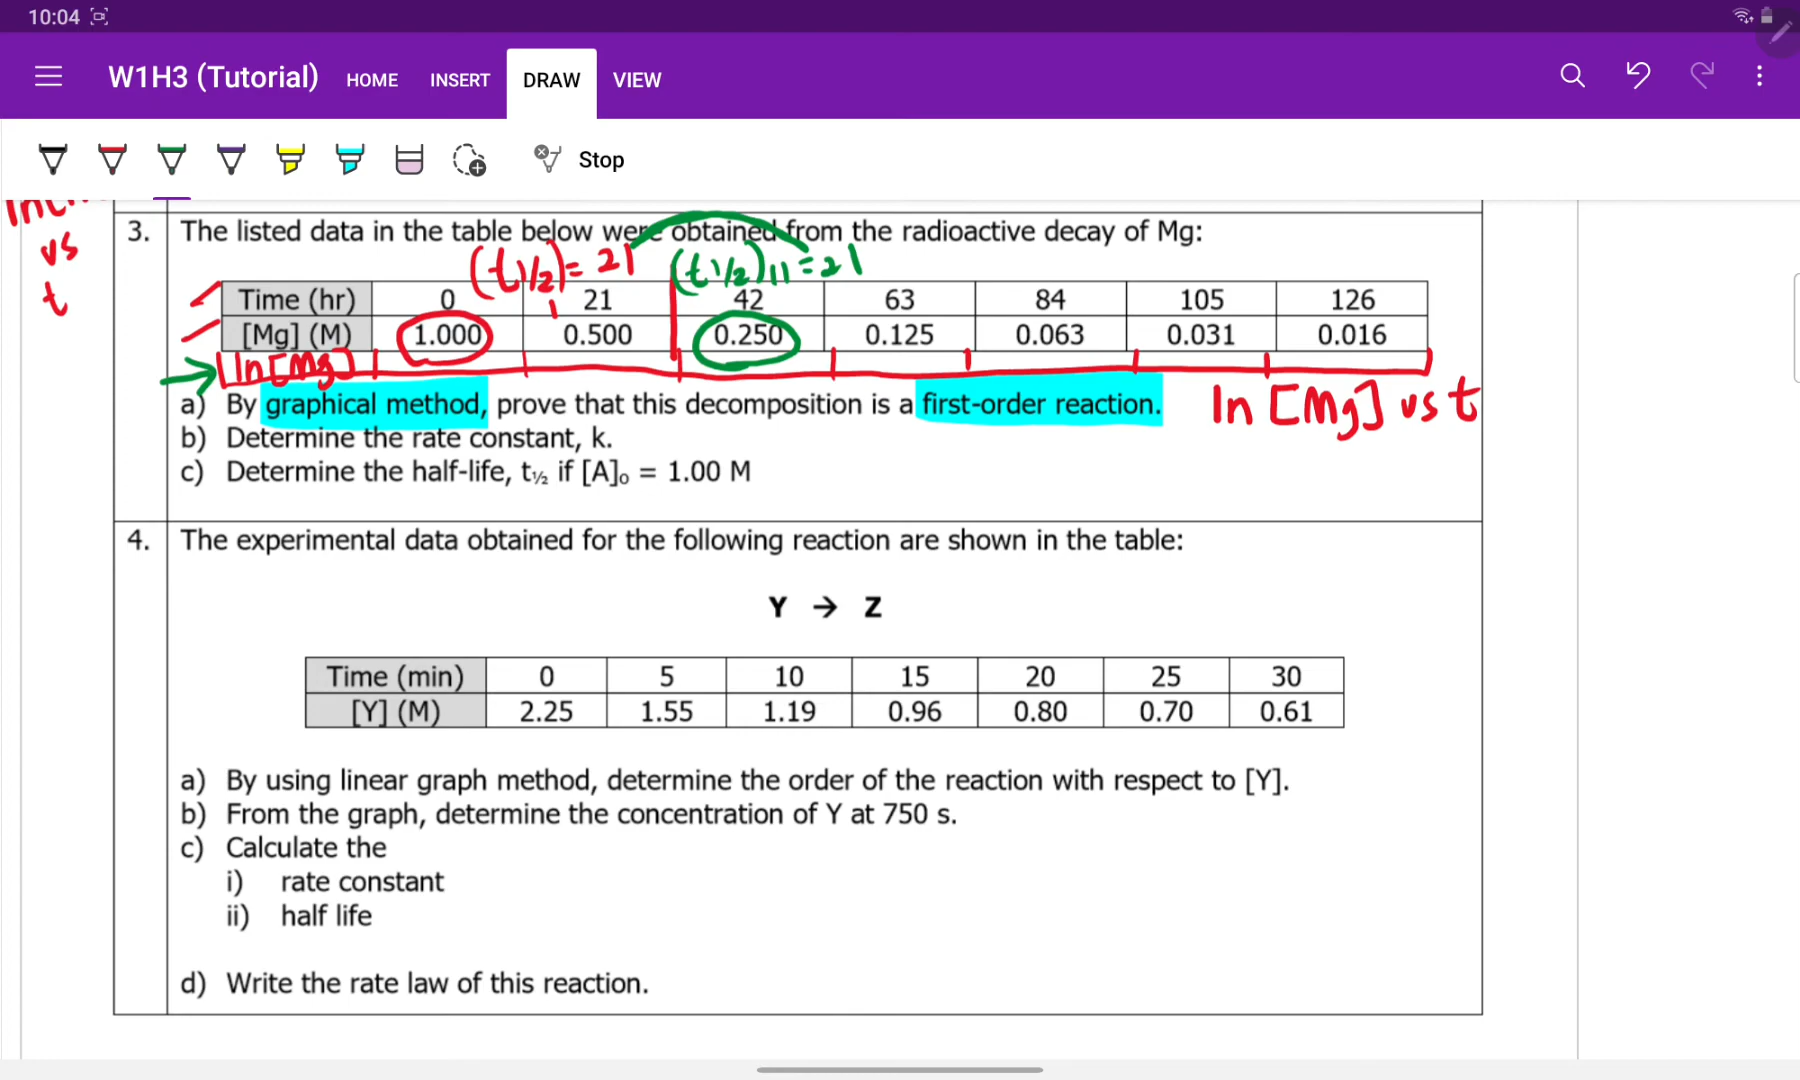 10:04
W1H3 (Tutorial) HOME INSERT DRAW VIEW
Stop
vs
t
3. The listed data in the table below were obtained from the radioactive decay of Mg:
(t½)I = 21 (t½)II = 21
Time (hr) 0 21 42 63 84 105 126
[Mg] (M) 1.000 0.500 0.250 0.125 0.063 0.031 0.016
ln[Mg]
a) By graphical method, prove that this decomposition is a first-order reaction. ln [Mg] vs t
b) Determine the rate constant, k.
c) Determine the half-life, t½ if [A]₀ = 1.00 M
4. The experimental data obtained for the following reaction are shown in the table:
Y → Z
Time (min) 0 5 10 15 20 25 30
[Y] (M) 2.25 1.55 1.19 0.96 0.80 0.70 0.61
a) By using linear graph method, determine the order of the reaction with respect to [Y].
b) From the graph, determine the concentration of Y at 750 s.
c) Calculate the
i) rate constant
ii) half life
d) Write the rate law of this reaction.